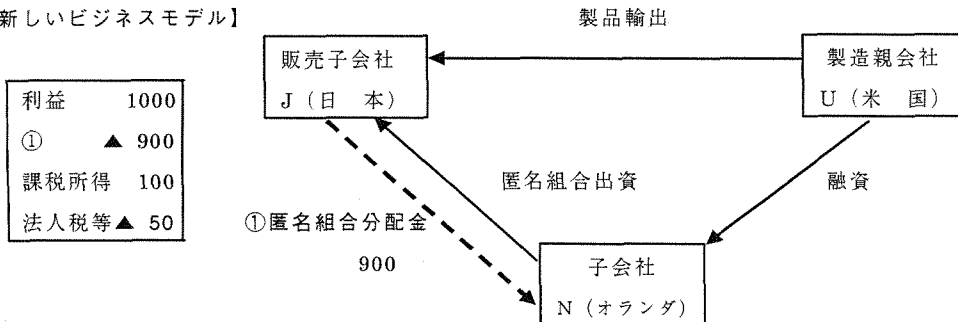 新しいビジネスモデル】
製品輸出
販売子会社
J(日 本)
製造親会社
U(米 国)
利益 1000
① ▲ 900
課税所得 100
法人税等▲ 50
匿名組合出資
融資
①匿名組合分配金
900
子会社
N(オランダ)